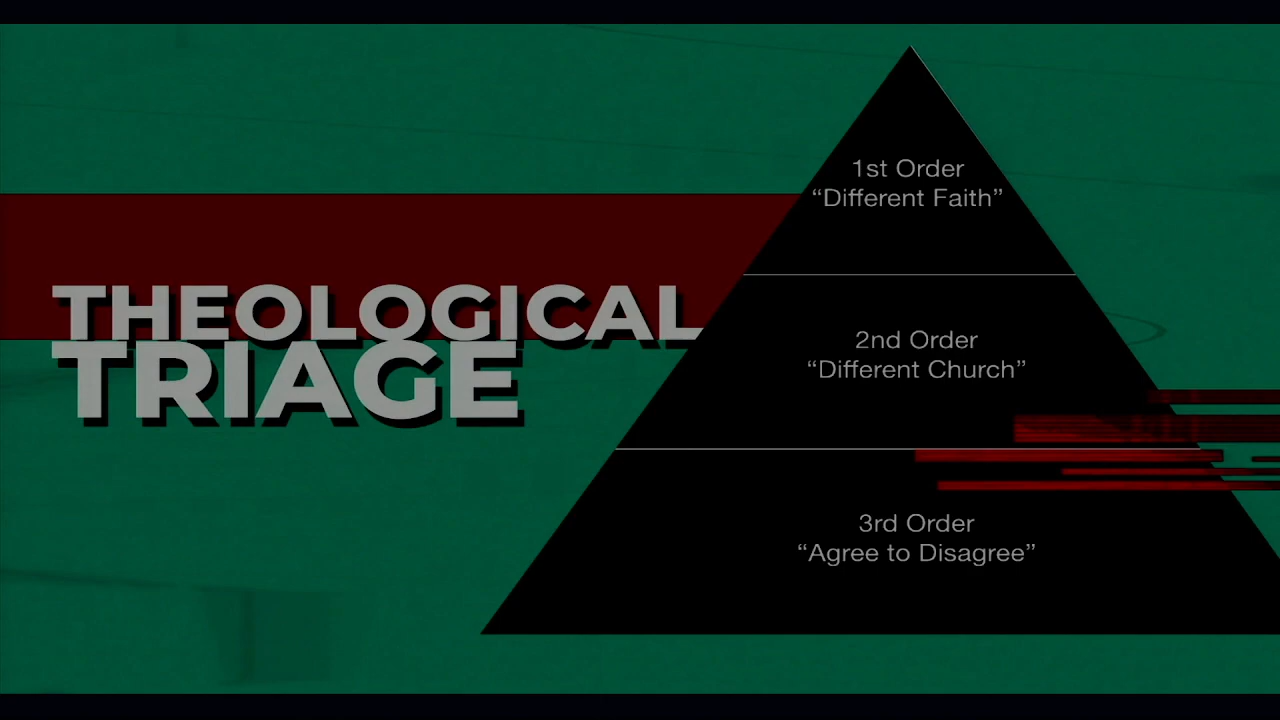 THEOLOGICAL
TRIAGE
1st Order
“Different Faith”
2nd Order
“Different Church”
3rd Order
“Agree to Disagree”